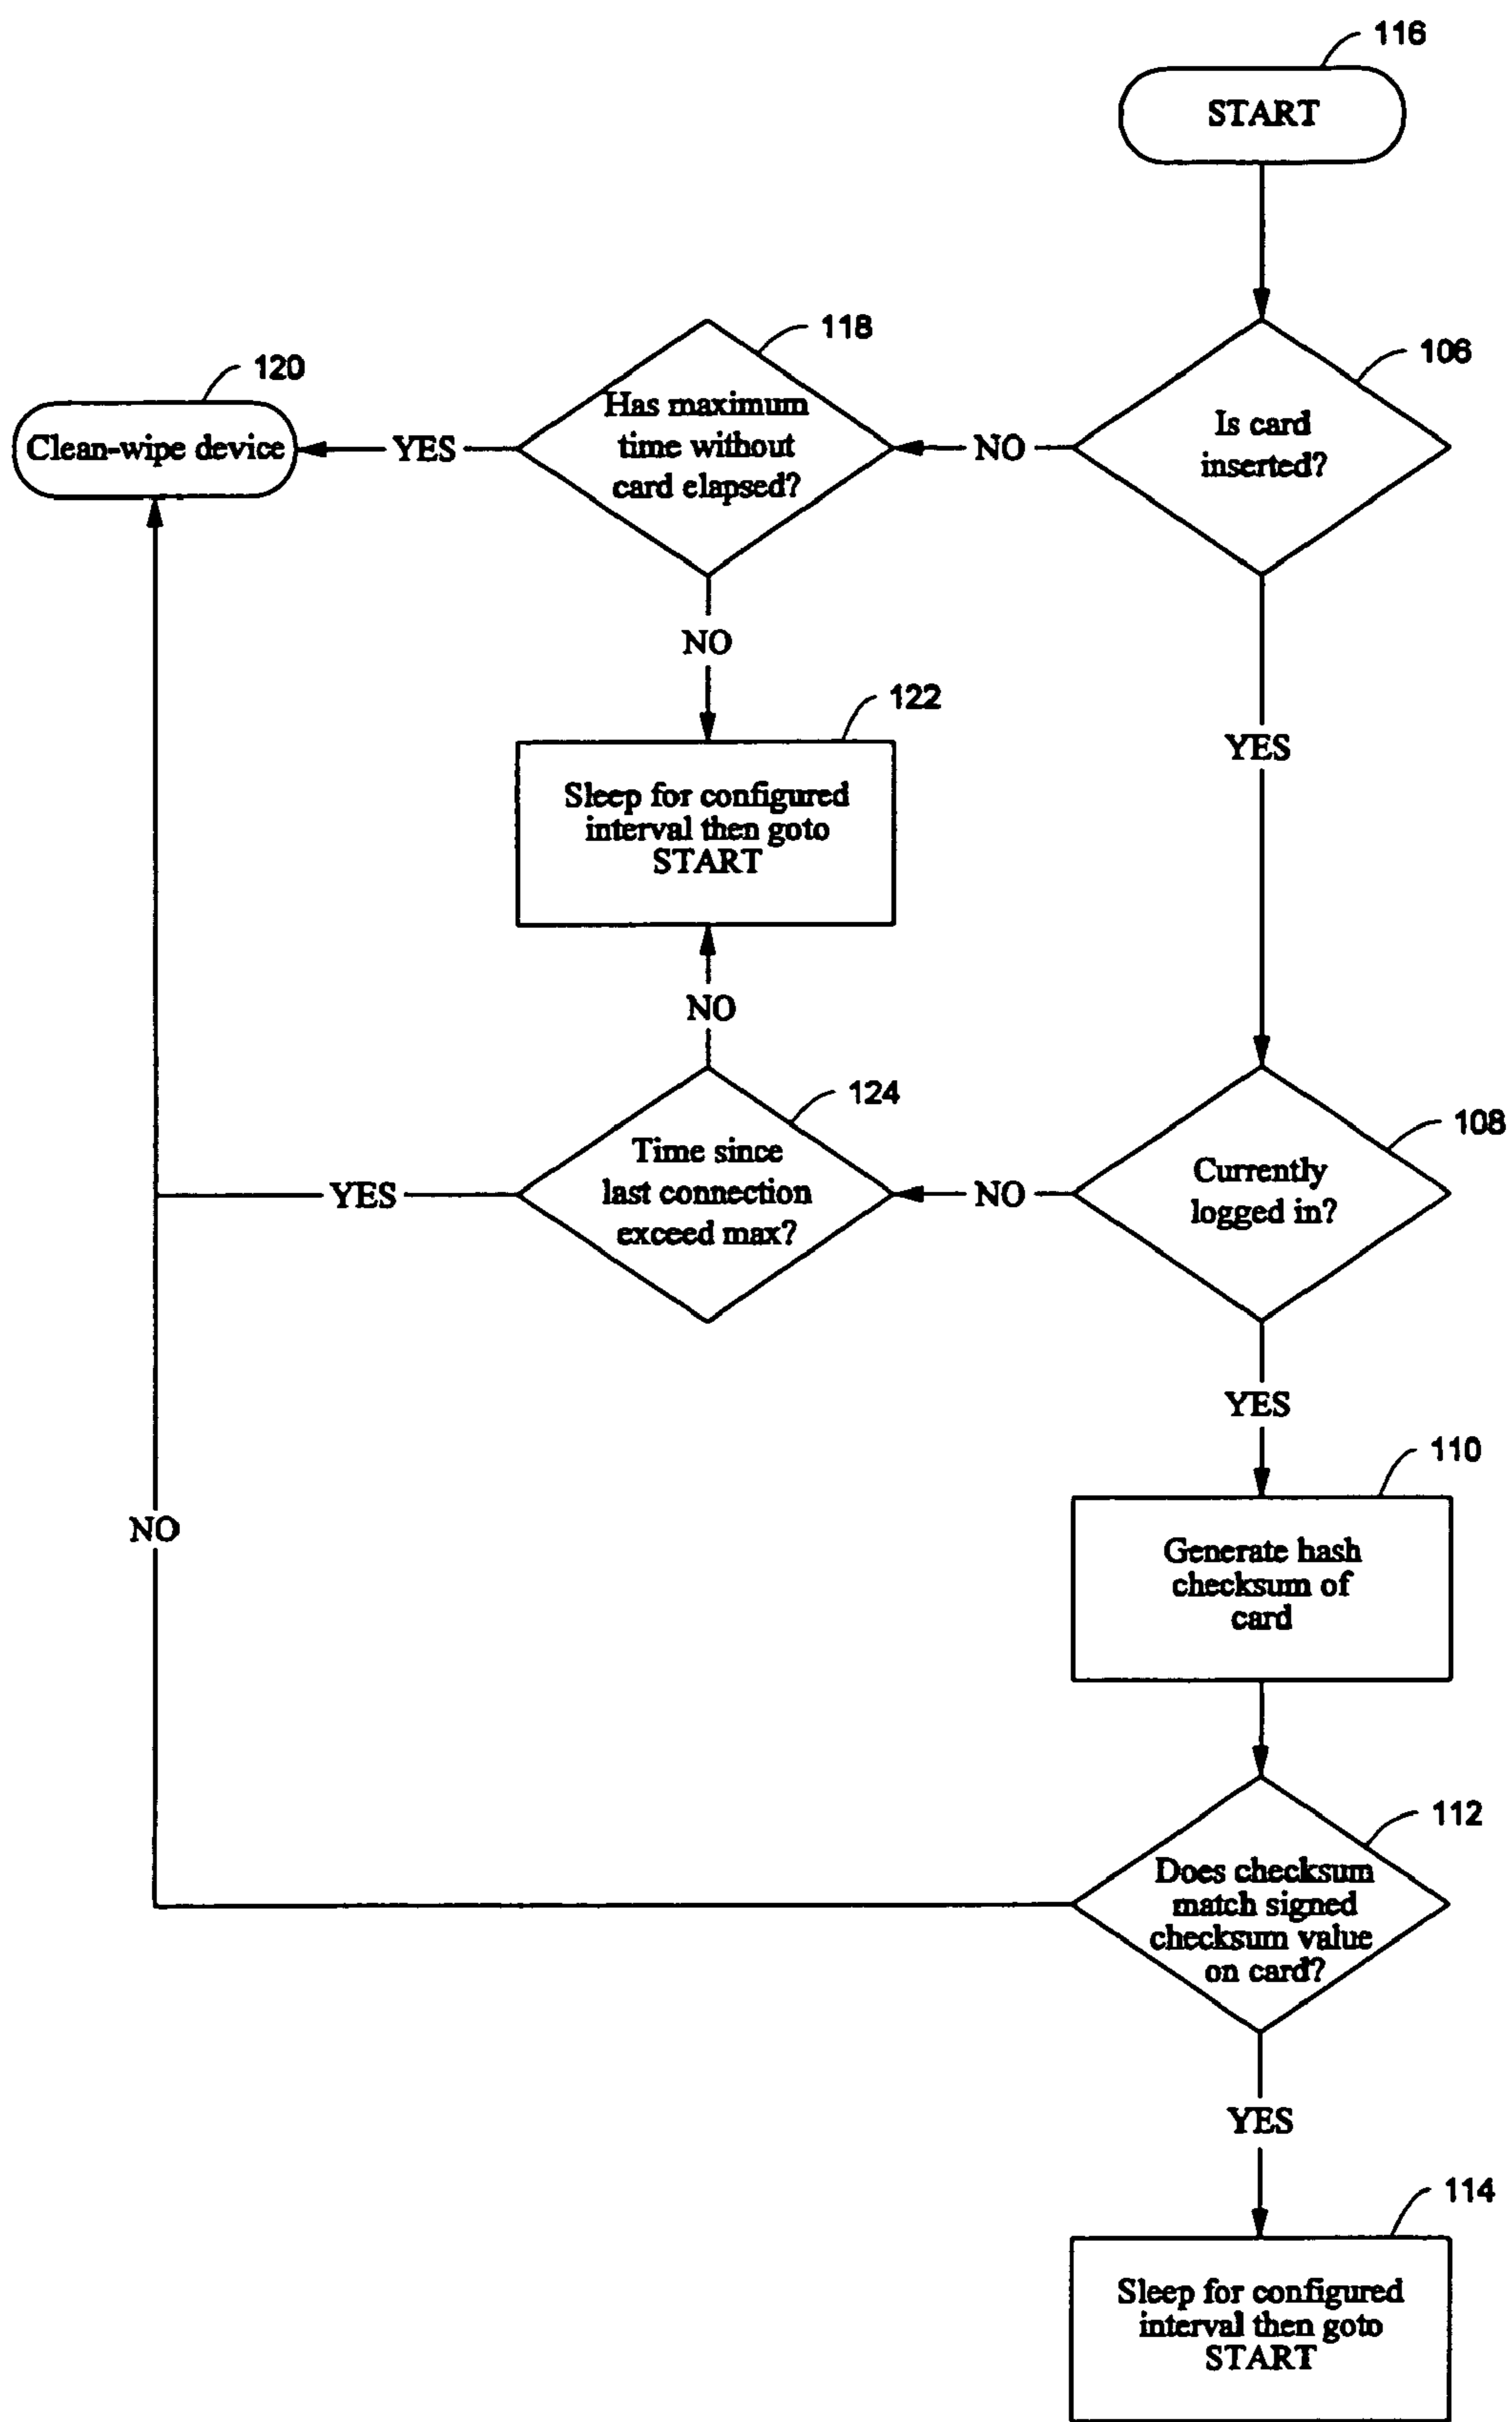 116
START
118
106
120
Has maximum
time without
card elapsed?
Is card
inserted?
Clean-wipe device
YES
NO
NO
122
YES
Sleep for configured
interval then goto
START
NO
124
108
Time since
last connection
exceed max?
Currently
logged in?
YES
NO
YES
110
NO
Generate hash
checksum of
card
112
Does checksum
match signed
checksum value
on card?
YES
114
Sleep for configured
interval then goto
START